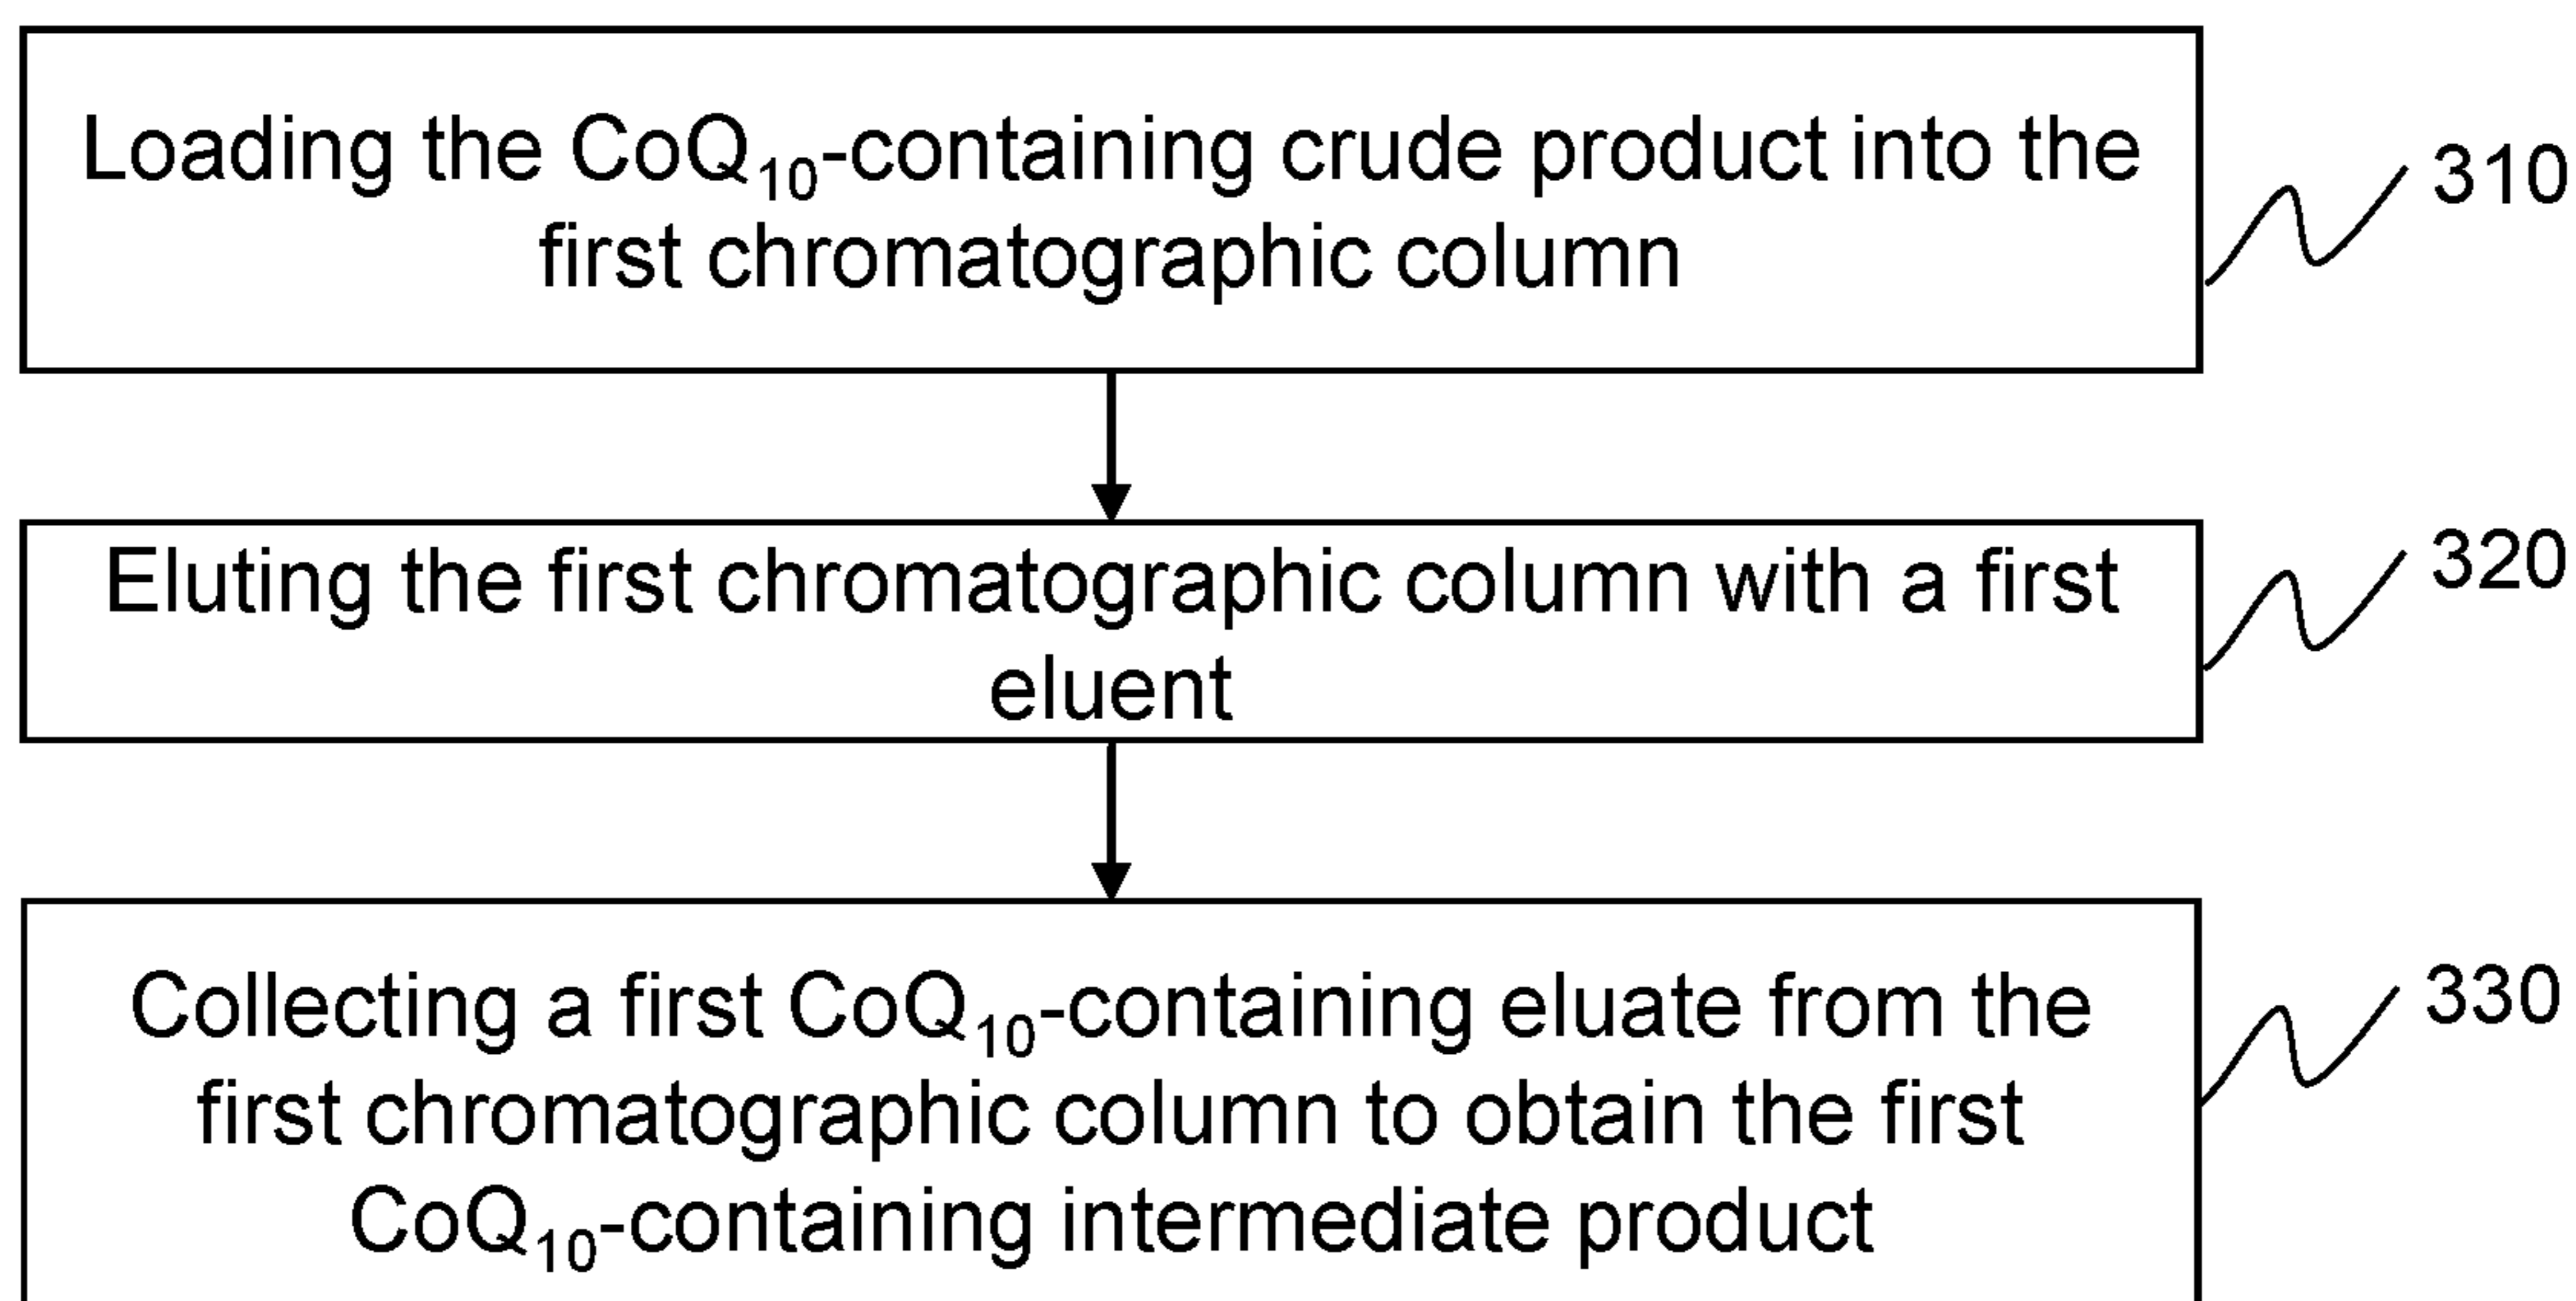 Loading the CoQ₁₀-containing crude product into the
first chromatographic column
310
Eluting the first chromatographic column with a first
eluent
320
Collecting a first CoQ₁₀-containing eluate from the
first chromatographic column to obtain the first
CoQ₁₀-containing intermediate product
330